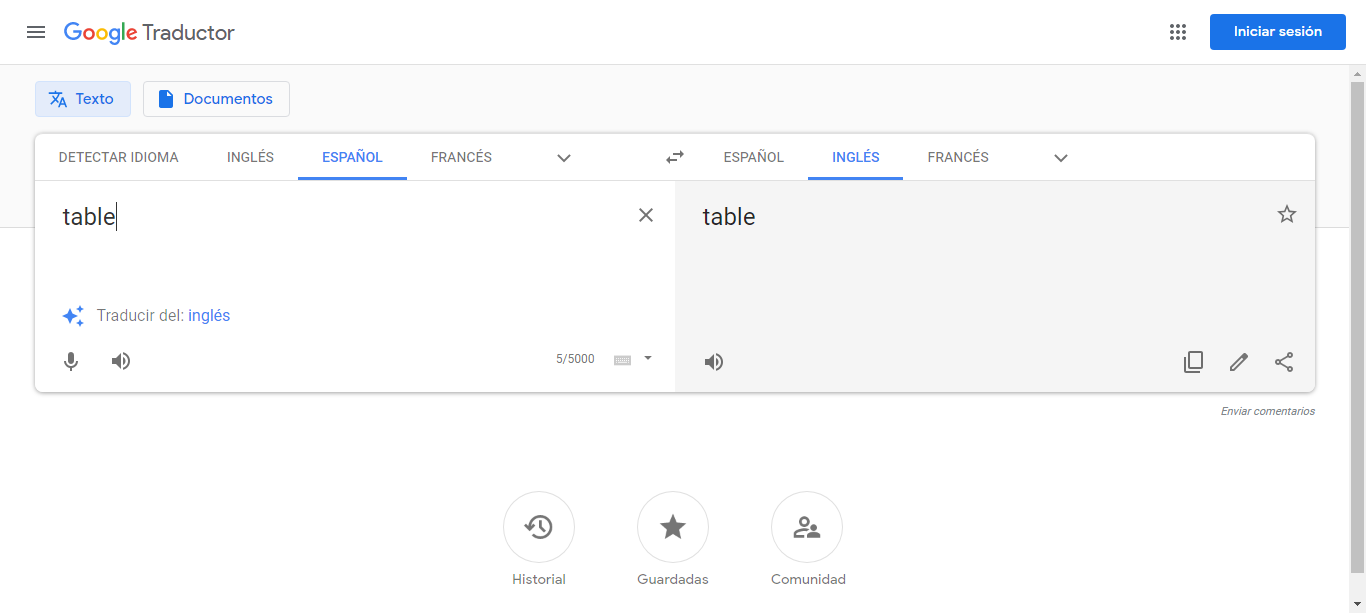 Google Traductor
Iniciar sesión
Texto
Documentos
DETECTAR IDIOMA INGLÉS ESPAÑOL FRANCÉS ESPAÑOL INGLÉS FRANCÉS
table
table
Traducir del: inglés
5/5000
Enviar comentarios
Historial Guardadas Comunidad